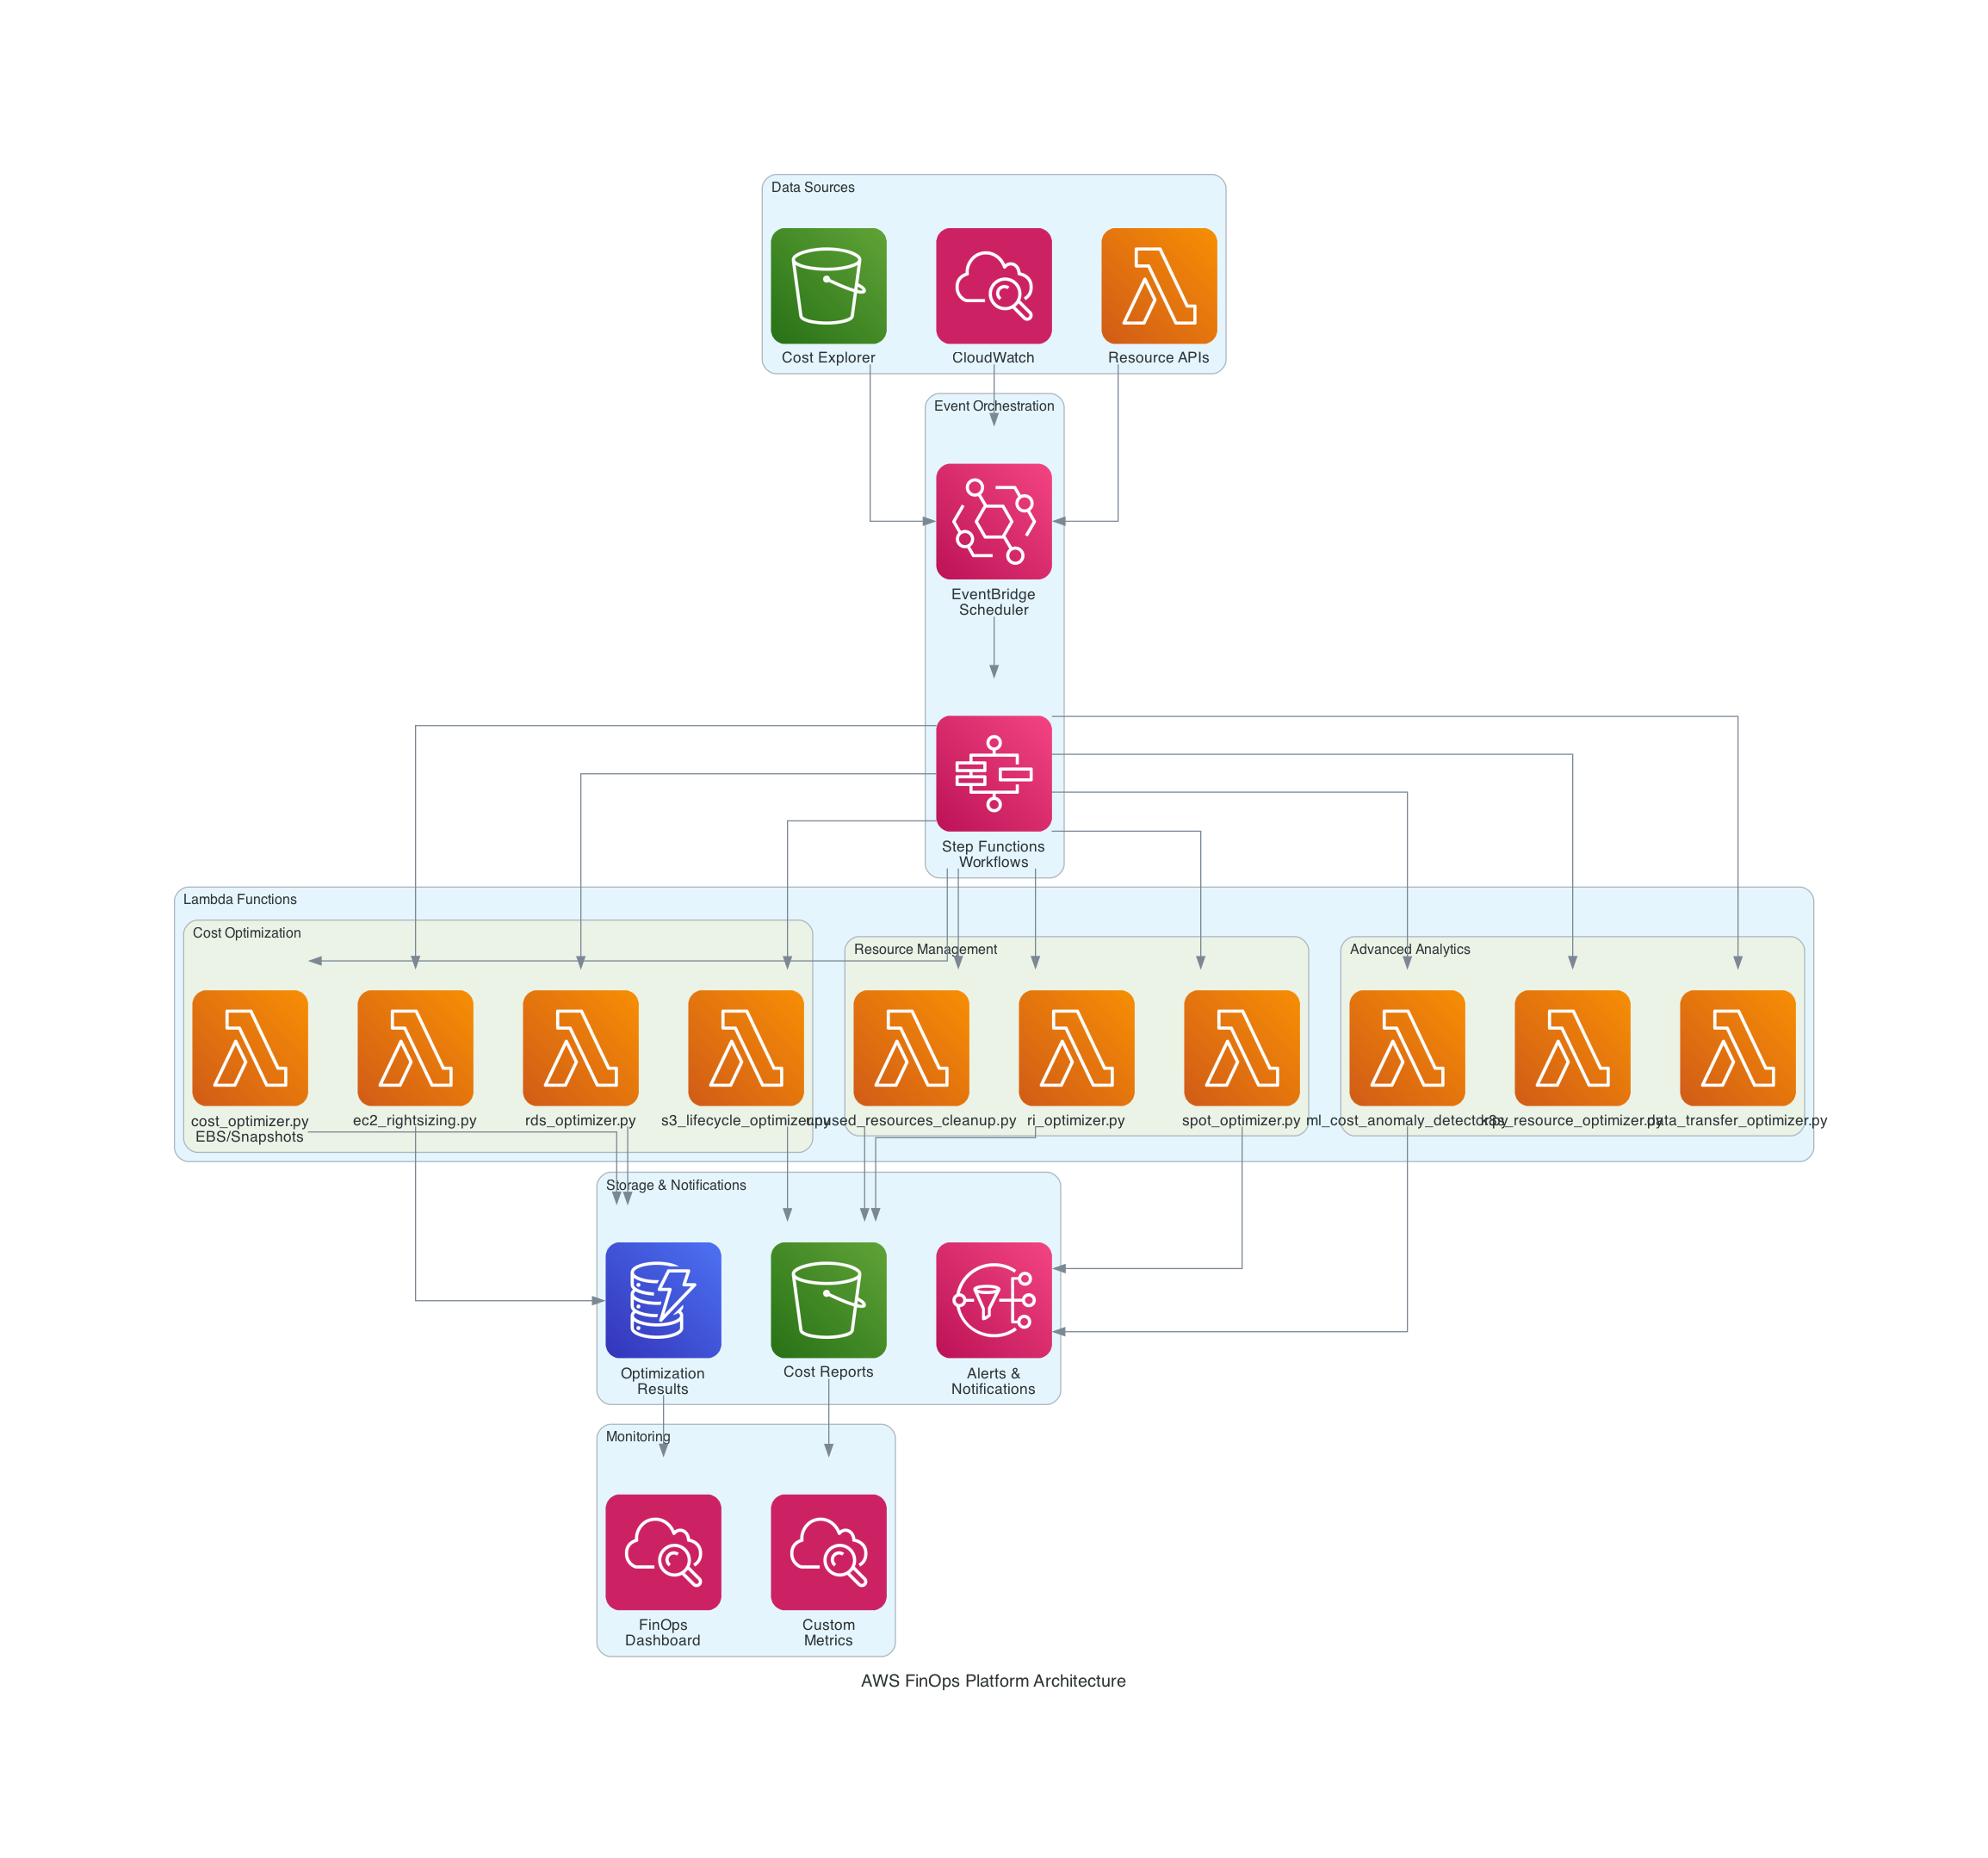 Data Sources
Cost Explorer
CloudWatch
Resource APIs
Event Orchestration
EventBridge
Scheduler
Step Functions
Workflows
Lambda Functions
Cost Optimization
Resource Management
Advanced Analytics
cost_optimizer.py
EBS/Snapshots
ec2_rightsizing.py
rds_optimizer.py
s3_lifecycle_optimizer.py
unused_resources_cleanup.py
ri_optimizer.py
spot_optimizer.py
ml_cost_anomaly_detector.py
k8s_resource_optimizer.py
data_transfer_optimizer.py
Storage & Notifications
Optimization
Results
Cost Reports
Alerts &
Notifications
Monitoring
FinOps
Dashboard
Custom
Metrics
AWS FinOps Platform Architecture